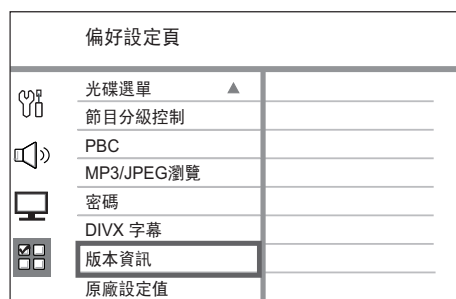 偏好設定頁
光碟選單
節目分級控制
PBC
MP3/JPEG瀏覽
密碼
DIVX 字幕
版本資訊
原廠設定值